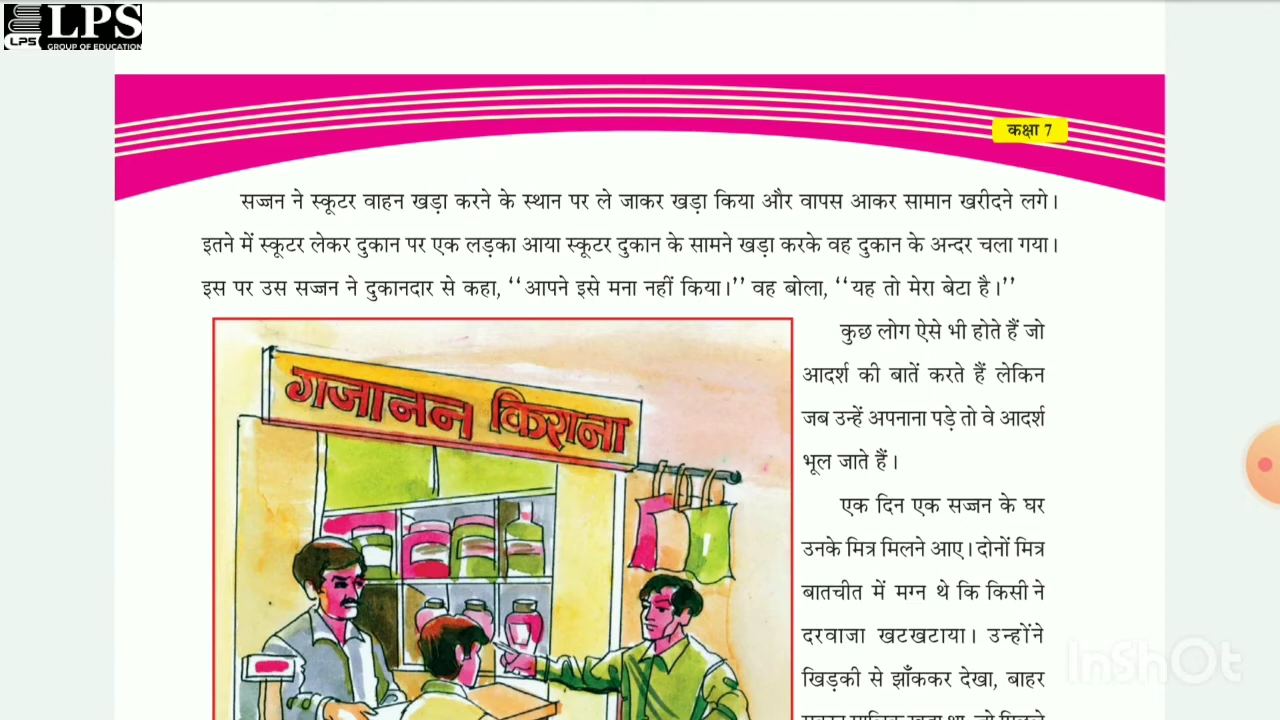 LPS
LPS
GROUP OF EDUCATION
कक्षा 7
सज्जन ने स्कूटर वाहन खड़ा करने के स्थान पर ले जाकर खड़ा किया और वापस आकर सामान खरीदने लगे।
इतने में स्कूटर लेकर दुकान पर एक लड़का आया स्कूटर दुकान के सामने खड़ा करके वह दुकान के अन्दर चला गया।
इस पर उस सज्जन ने दुकानदार से कहा, ‘‘आपने इसे मना नहीं किया।’’ वह बोला, ‘‘यह तो मेरा बेटा है।’’
गजानन किराना
कुछ लोग ऐसे भी होते हैं जो
आदर्श की बातें करते हैं लेकिन
जब उन्हें अपनाना पड़े तो वे आदर्श
भूल जाते हैं।
एक दिन एक सज्जन के घर
उनके मित्र मिलने आए। दोनों मित्र
बातचीत में मग्न थे कि किसी ने
दरवाजा खटखटाया। उन्होंने
खिड़की से झाँककर देखा, बाहर
InShOt